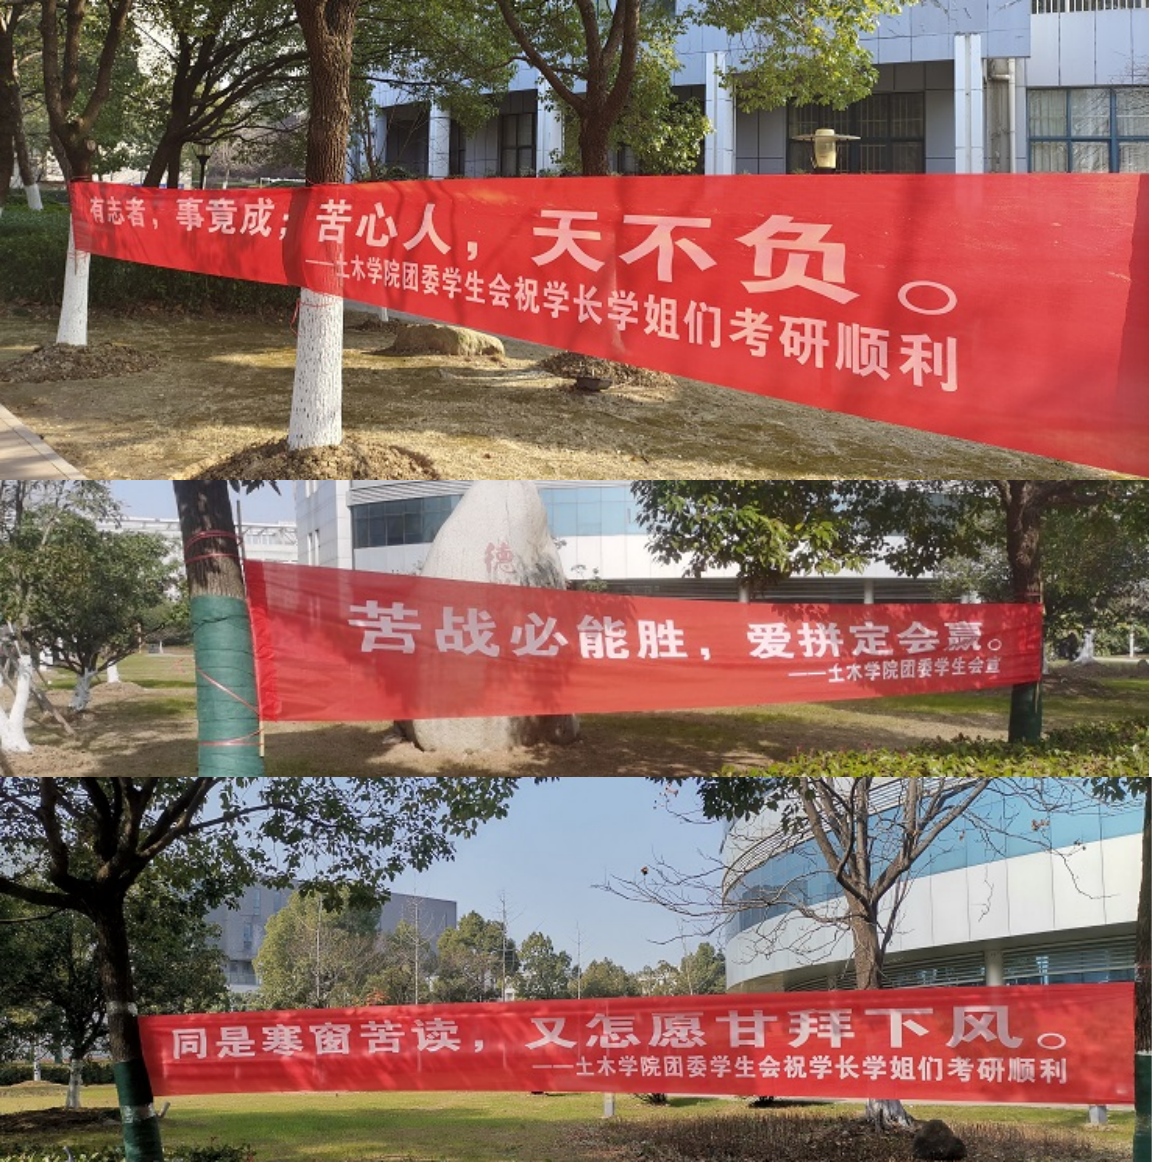 有志者，事竟成；苦心人，天不负。
——土木学院团委学生会祝学长学姐们考研顺利
德
苦战必能胜，爱拼定会赢。
——土木学院团委学生会宣
同是寒窗苦读，又怎愿甘拜下风。
——土木学院团委学生会祝学长学姐们考研顺利